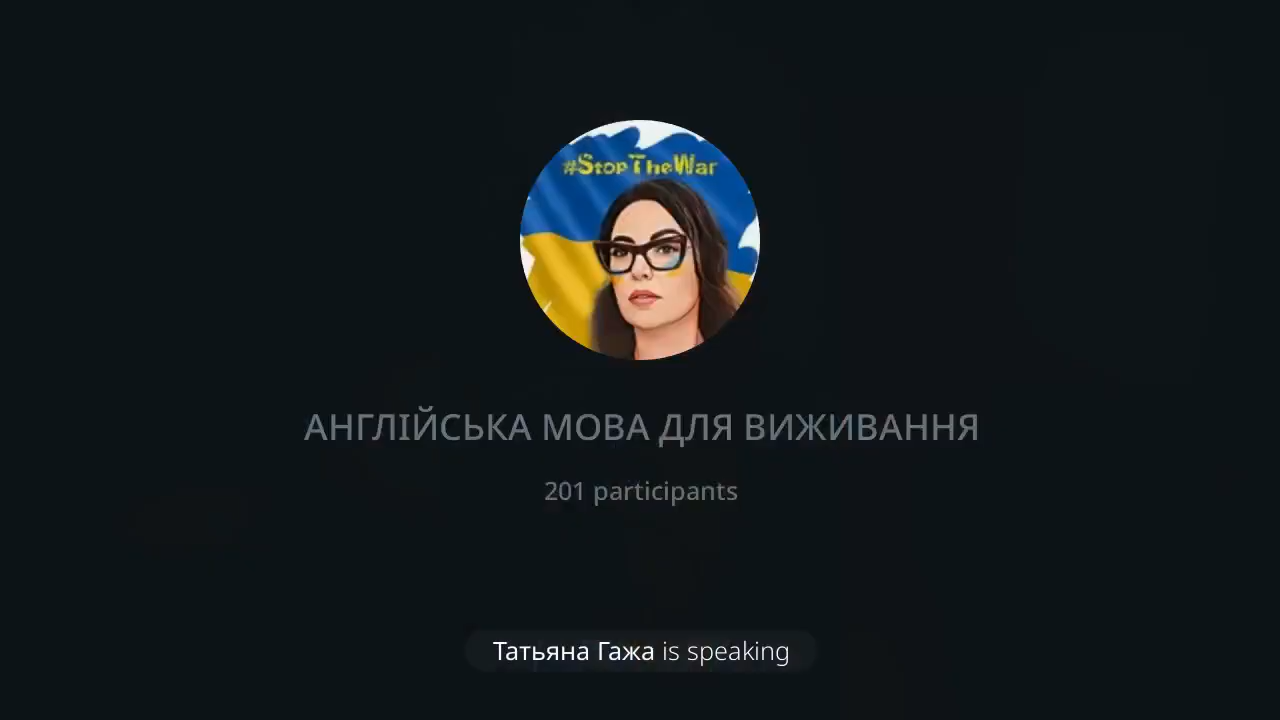 #StopTheWar
АНГЛІЙСЬКА МОВА ДЛЯ ВИЖИВАННЯ
201 participants
Татьяна Гажа is speaking